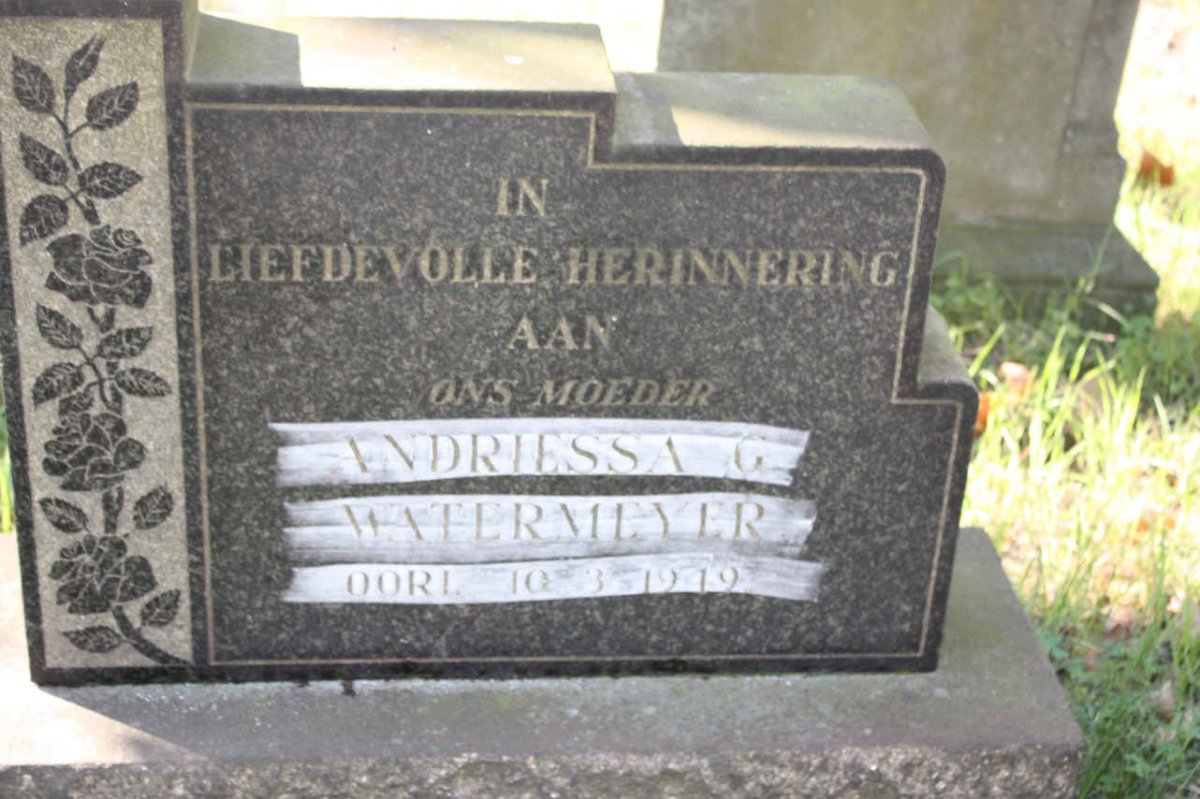 IN
LIEFDEVOLLE HERINNERING
AAN
ONS MOEDER
ANDRIESSA G.
WATERMEYER.
OORL 10 3 1949